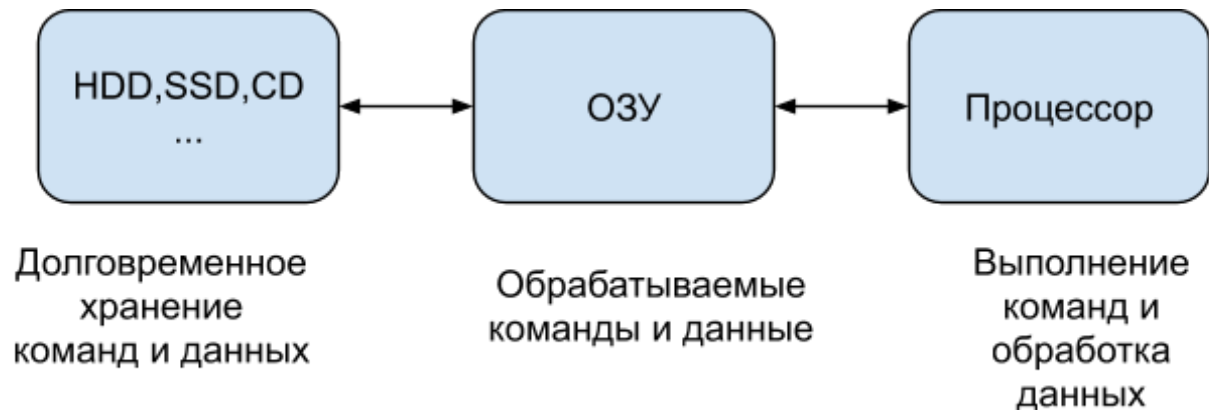 HDD,SSD,CD
...
ОЗУ
Процессор
Долговременное
хранение
команд и данных
Обрабатываемые
команды и данные
Выполнение
команд и
обработка
данных